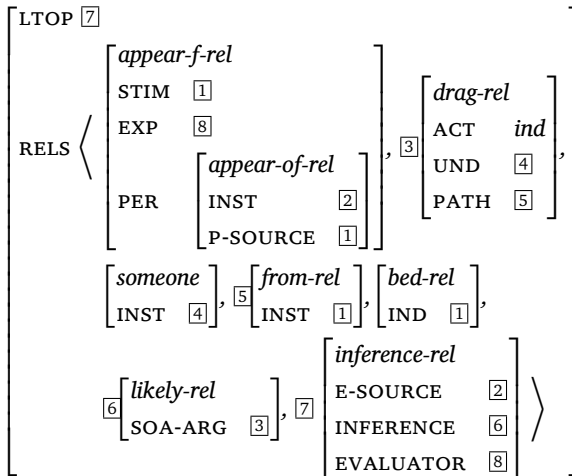 LTOP 7
RELS ⟨ [appear-f-rel STIM 1 EXP 8 PER [appear-of-rel INST 2 P-SOURCE 1]], 3 [drag-rel ACT ind UND 4 PATH 5],
[someone INST 4], 5 [from-rel INST 1], [bed-rel IND 1],
6 [likely-rel SOA-ARG 3], 7 [inference-rel E-SOURCE 2 INFERENCE 6 EVALUATOR 8] ⟩